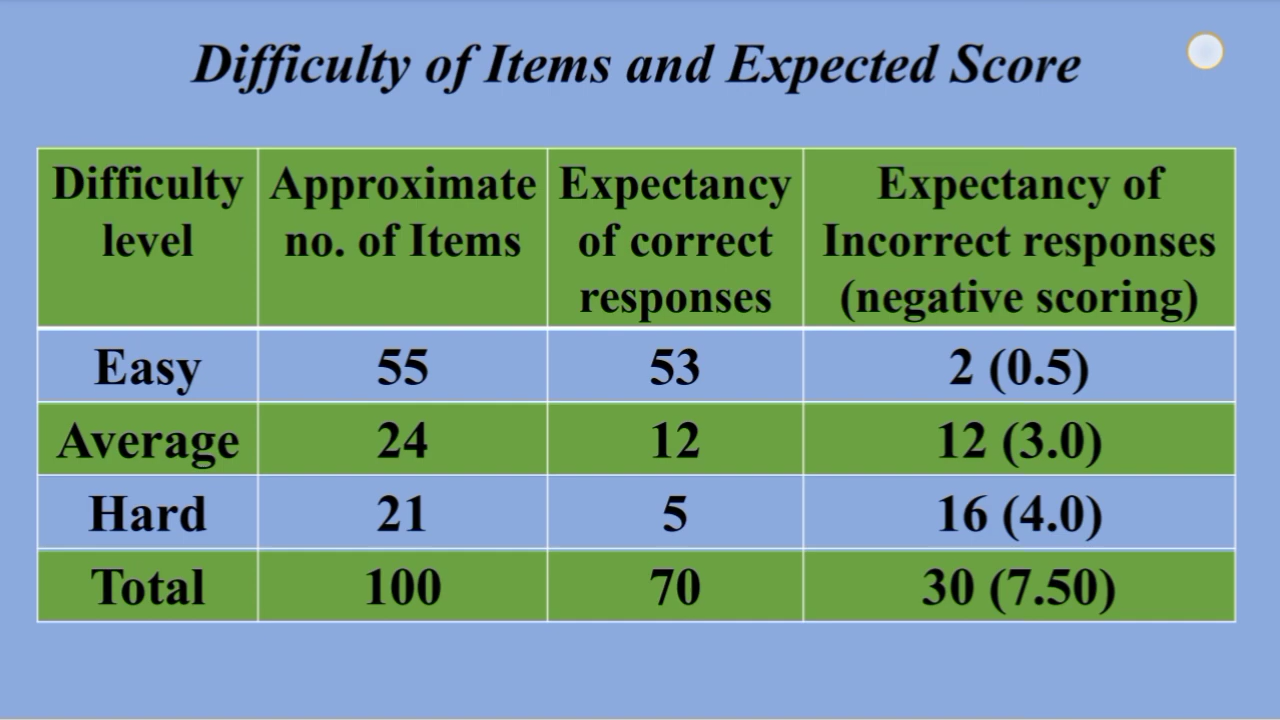 Difficulty of Items and Expected Score
Difficulty level | Approximate no. of Items | Expectancy of correct responses | Expectancy of Incorrect responses (negative scoring)
Easy | 55 | 53 | 2 (0.5)
Average | 24 | 12 | 12 (3.0)
Hard | 21 | 5 | 16 (4.0)
Total | 100 | 70 | 30 (7.50)